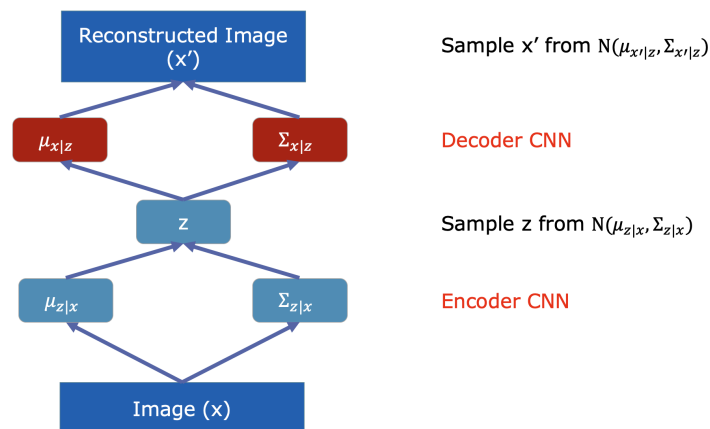 Reconstructed Image
(x’)
Sample x’ from N(μₓ′|z, Σₓ′|z)
μₓ|z
Σₓ|z
Decoder CNN
z
Sample z from N(μz|x, Σz|x)
μz|x
Σz|x
Encoder CNN
Image (x)